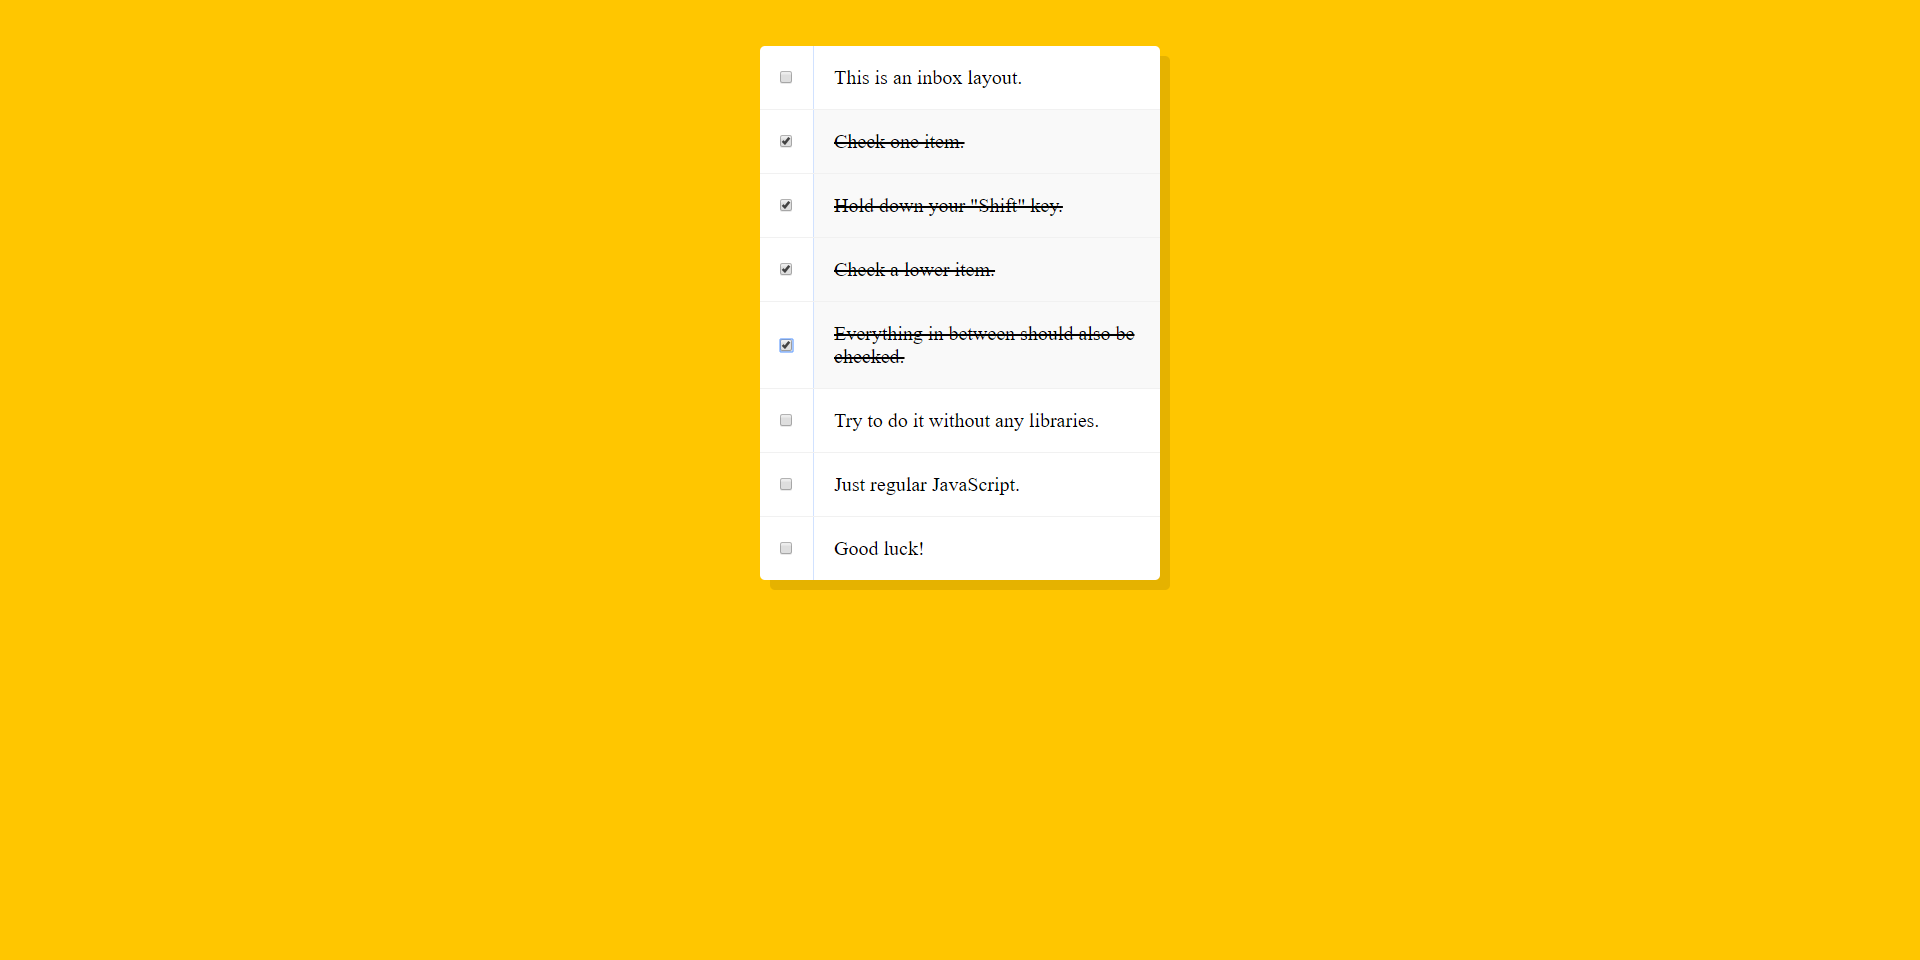 This is an inbox layout.
Check one item.
Hold down your "Shift" key.
Check a lower item.
Everything in between should also be
checked.
Try to do it without any libraries.
Just regular JavaScript.
Good luck!